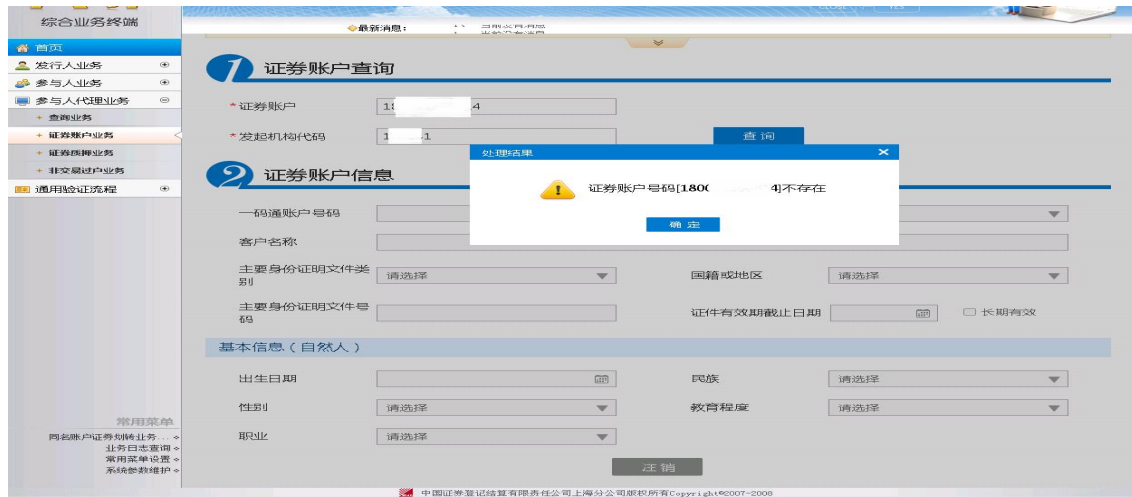 综合业务终端
最新消息：
当前没有消息
首页
发行人业务
参与人业务
参与人代理业务
查询业务
证券账户业务
证券质押业务
非交易过户业务
通用验证流程
常用菜单
同名账户证券划转业务...
业务日志查询
常用菜单设置
系统参数维护
1 证券账户查询
*证券账户 18 4
*发起机构代码 1 1 查询
2 证券账户信息
一码通账户号码
客户名称
主要身份证明文件类别 请选择 国籍或地区 请选择
主要身份证明文件号码 证件有效期截止日期 长期有效
基本信息（自然人）
出生日期 民族 请选择
性别 请选择 教育程度 请选择
职业 请选择
注销
处理结果 ×
证券账户号码[180 4]不存在
确定
中国证券登记结算有限责任公司上海分公司版权所有Copyright©2007-2008